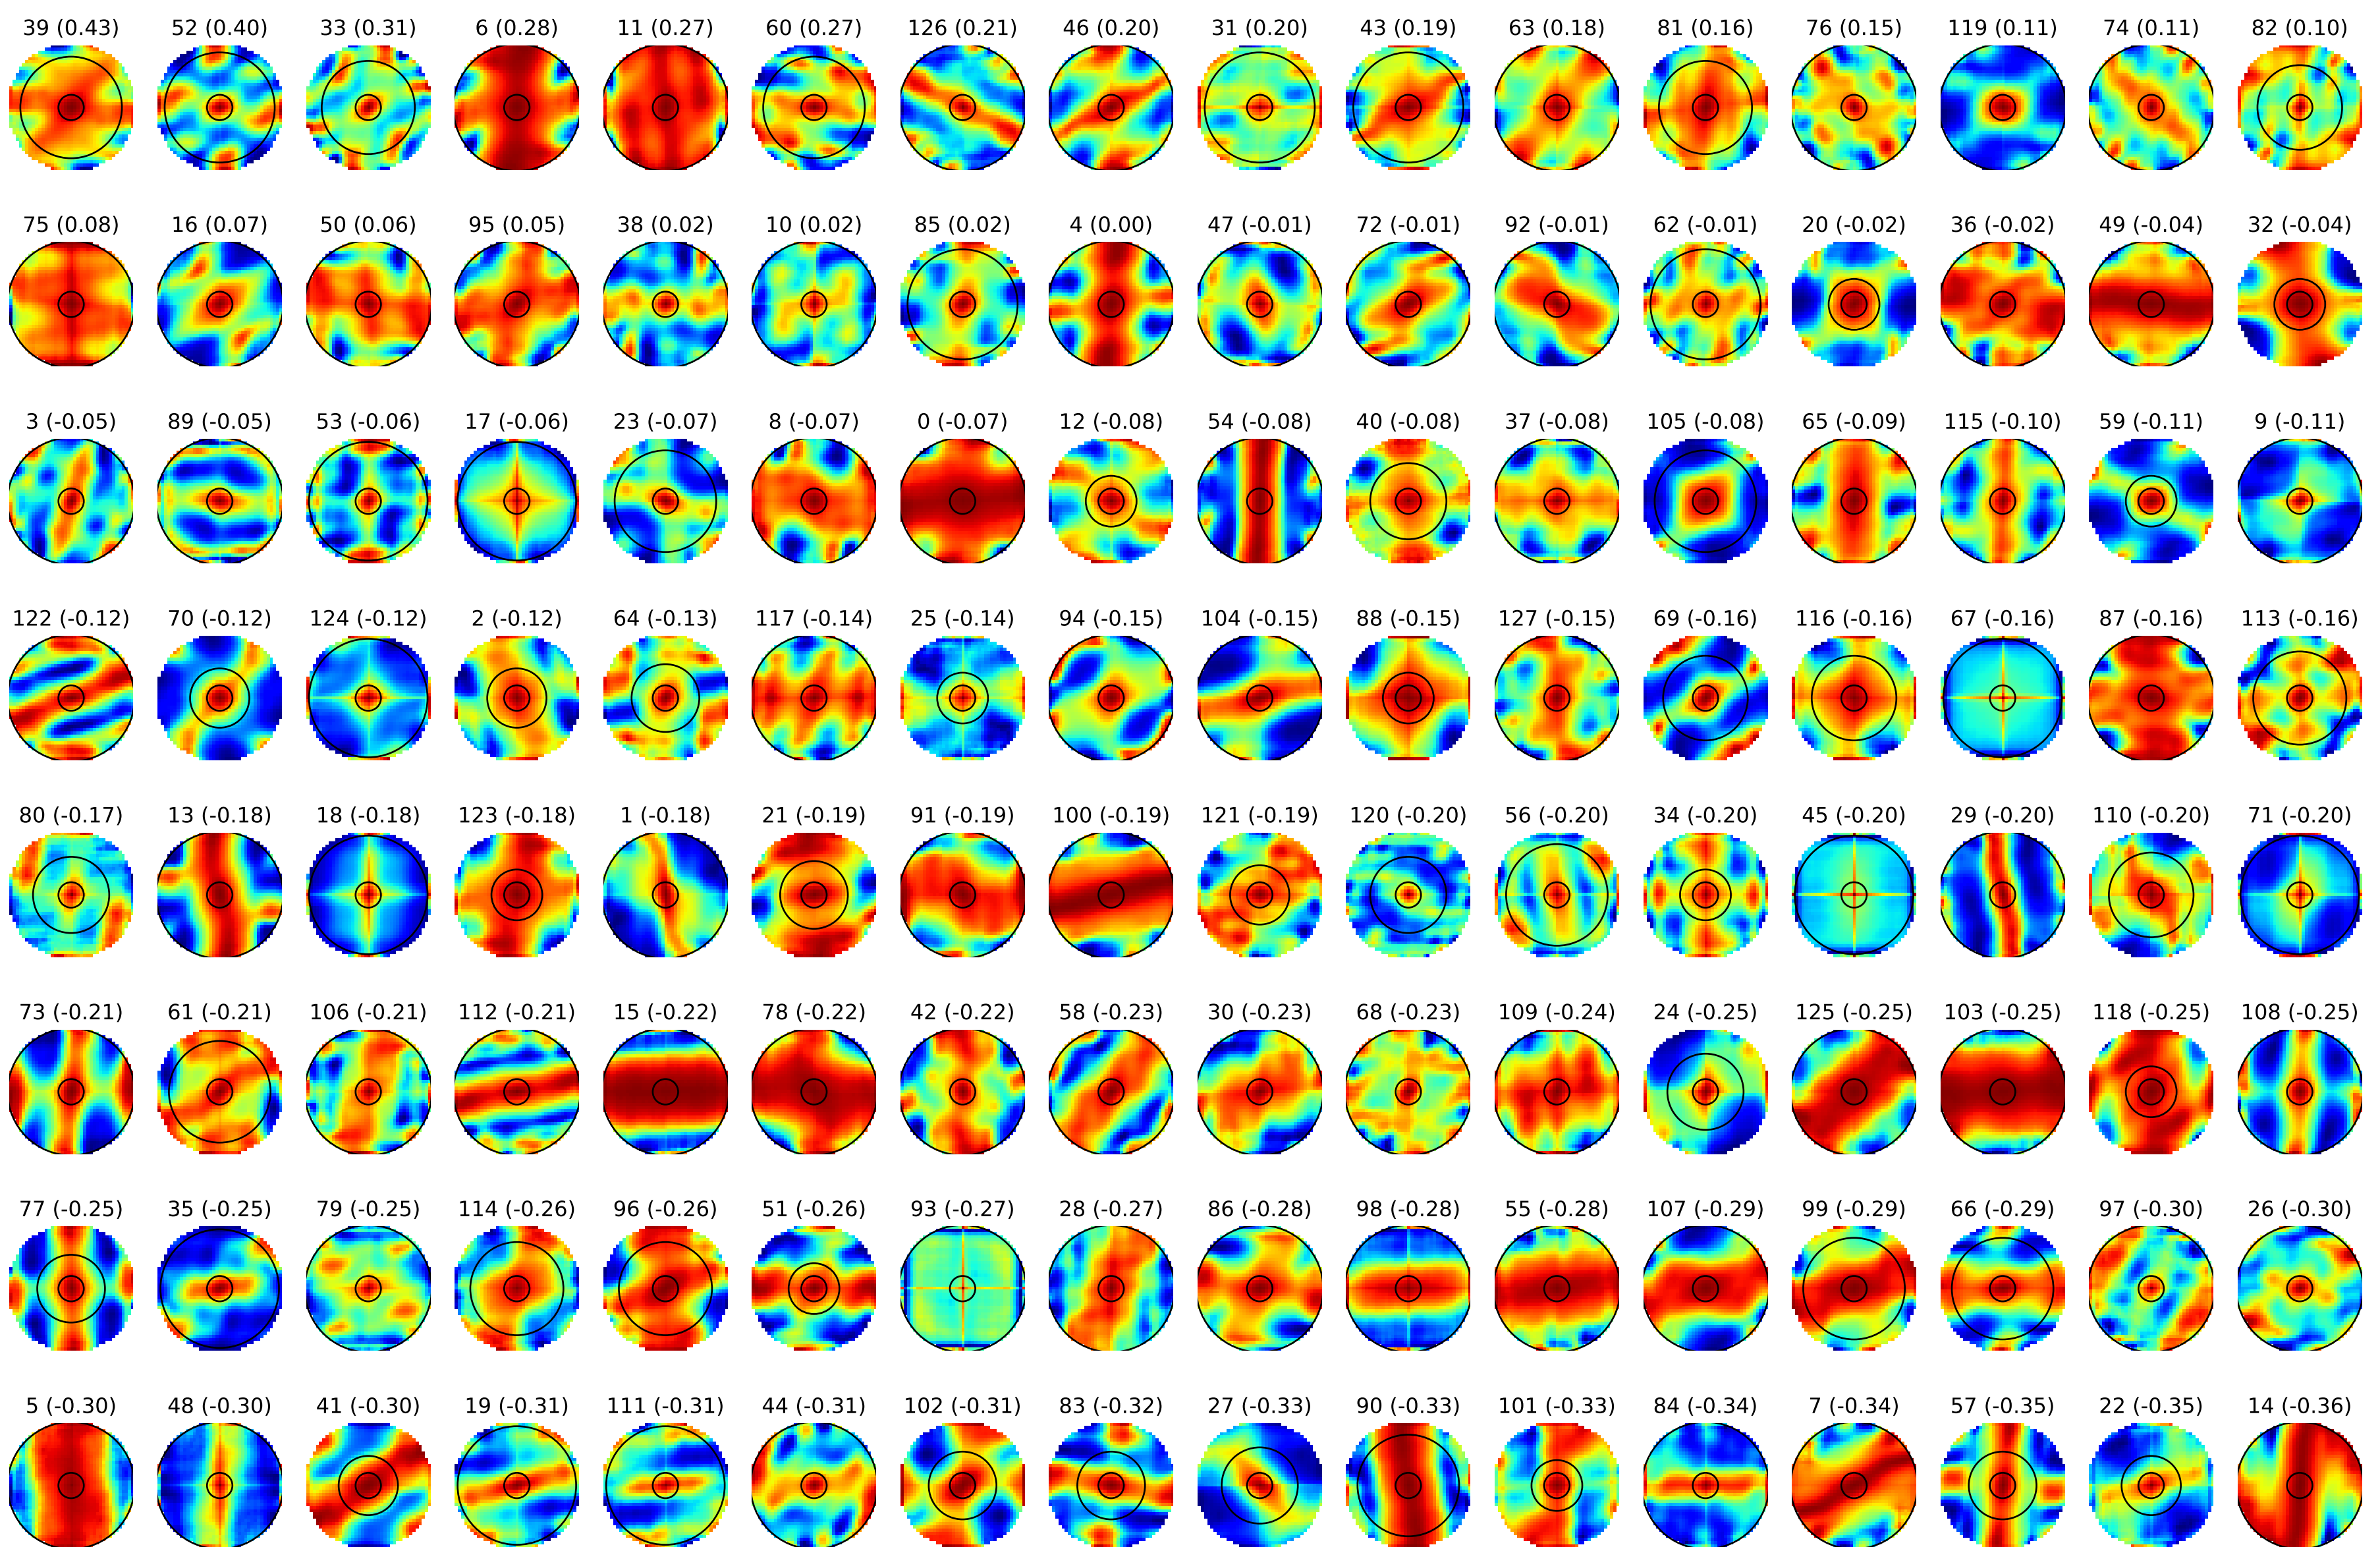 39 (0.43) 52 (0.40) 33 (0.31) 6 (0.28) 11 (0.27) 60 (0.27) 126 (0.21) 46 (0.20) 31 (0.20) 43 (0.19) 63 (0.18) 81 (0.16) 76 (0.15) 119 (0.11) 74 (0.11) 82 (0.10)
75 (0.08) 16 (0.07) 50 (0.06) 95 (0.05) 38 (0.02) 10 (0.02) 85 (0.02) 4 (0.00) 47 (-0.01) 72 (-0.01) 92 (-0.01) 62 (-0.01) 20 (-0.02) 36 (-0.02) 49 (-0.04) 32 (-0.04)
3 (-0.05) 89 (-0.05) 53 (-0.06) 17 (-0.06) 23 (-0.07) 8 (-0.07) 0 (-0.07) 12 (-0.08) 54 (-0.08) 40 (-0.08) 37 (-0.08) 105 (-0.08) 65 (-0.09) 115 (-0.10) 59 (-0.11) 9 (-0.11)
122 (-0.12) 70 (-0.12) 124 (-0.12) 2 (-0.12) 64 (-0.13) 117 (-0.14) 25 (-0.14) 94 (-0.15) 104 (-0.15) 88 (-0.15) 127 (-0.15) 69 (-0.16) 116 (-0.16) 67 (-0.16) 87 (-0.16) 113 (-0.16)
80 (-0.17) 13 (-0.18) 18 (-0.18) 123 (-0.18) 1 (-0.18) 21 (-0.19) 91 (-0.19) 100 (-0.19) 121 (-0.19) 120 (-0.20) 56 (-0.20) 34 (-0.20) 45 (-0.20) 29 (-0.20) 110 (-0.20) 71 (-0.20)
73 (-0.21) 61 (-0.21) 106 (-0.21) 112 (-0.21) 15 (-0.22) 78 (-0.22) 42 (-0.22) 58 (-0.23) 30 (-0.23) 68 (-0.23) 109 (-0.24) 24 (-0.25) 125 (-0.25) 103 (-0.25) 118 (-0.25) 108 (-0.25)
77 (-0.25) 35 (-0.25) 79 (-0.25) 114 (-0.26) 96 (-0.26) 51 (-0.26) 93 (-0.27) 28 (-0.27) 86 (-0.28) 98 (-0.28) 55 (-0.28) 107 (-0.29) 99 (-0.29) 66 (-0.29) 97 (-0.30) 26 (-0.30)
5 (-0.30) 48 (-0.30) 41 (-0.30) 19 (-0.31) 111 (-0.31) 44 (-0.31) 102 (-0.31) 83 (-0.32) 27 (-0.33) 90 (-0.33) 101 (-0.33) 84 (-0.34) 7 (-0.34) 57 (-0.35) 22 (-0.35) 14 (-0.36)